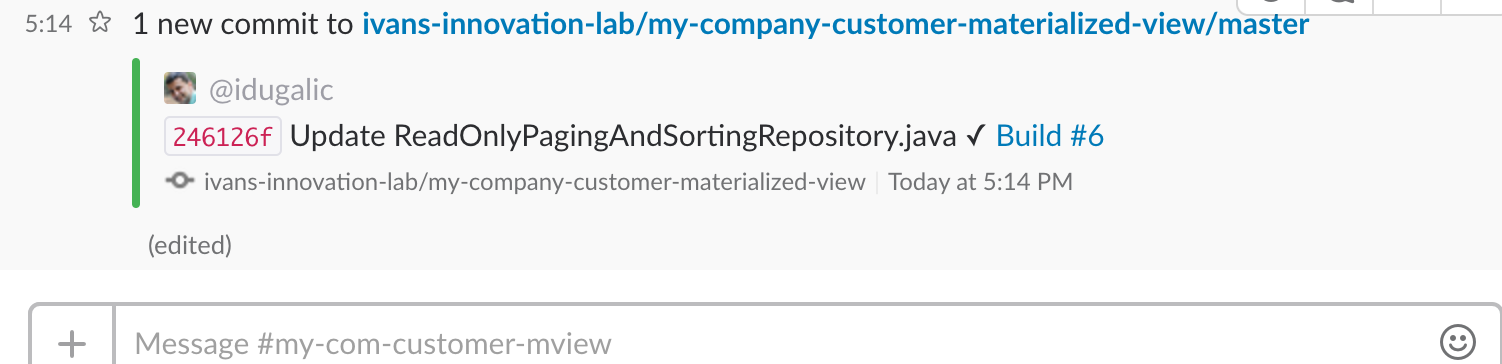 5:14 1 new commit to ivans-innovation-lab/my-company-customer-materialized-view/master
@idugalic
246126f Update ReadOnlyPagingAndSortingRepository.java ✓ Build #6
ivans-innovation-lab/my-company-customer-materialized-view | Today at 5:14 PM
(edited)
Message #my-com-customer-mview